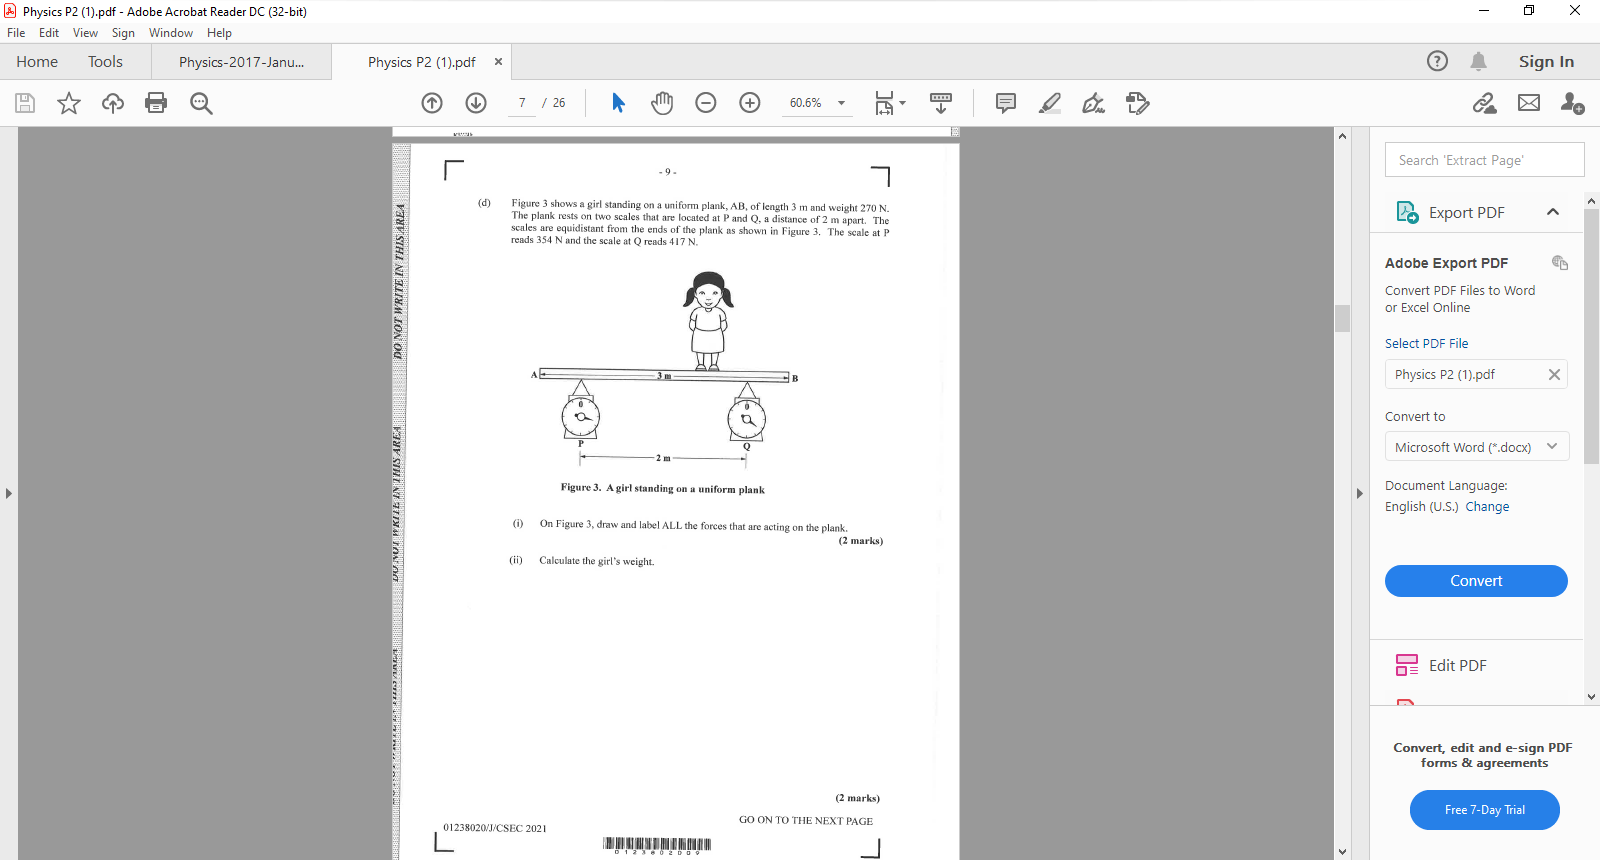 Physics P2 (1).pdf - Adobe Acrobat Reader DC (32-bit)
File Edit View Sign Window Help
Home Tools Physics-2017-Janu... Physics P2 (1).pdf × Sign In
7 / 26 60.6%
- 9 -
(d) Figure 3 shows a girl standing on a uniform plank, AB, of length 3 m and weight 270 N.
The plank rests on two scales that are located at P and Q, a distance of 2 m apart. The
scales are equidistant from the ends of the plank as shown in Figure 3. The scale at P
reads 354 N and the scale at Q reads 417 N.
A 3 m B
0 0
P Q
2 m
Figure 3. A girl standing on a uniform plank
(i) On Figure 3, draw and label ALL the forces that are acting on the plank.
(2 marks)
(ii) Calculate the girl's weight.
(2 marks)
GO ON TO THE NEXT PAGE
01238020/J/CSEC 2021
0123802009
DO NOT WRITE IN THIS AREA
DO NOT WRITE IN THIS AREA
Search 'Extract Page'
Export PDF
Adobe Export PDF
Convert PDF Files to Word
or Excel Online
Select PDF File
Physics P2 (1).pdf
Convert to
Microsoft Word (*.docx)
Document Language:
English (U.S.) Change
Convert
Edit PDF
Convert, edit and e-sign PDF
forms & agreements
Free 7-Day Trial